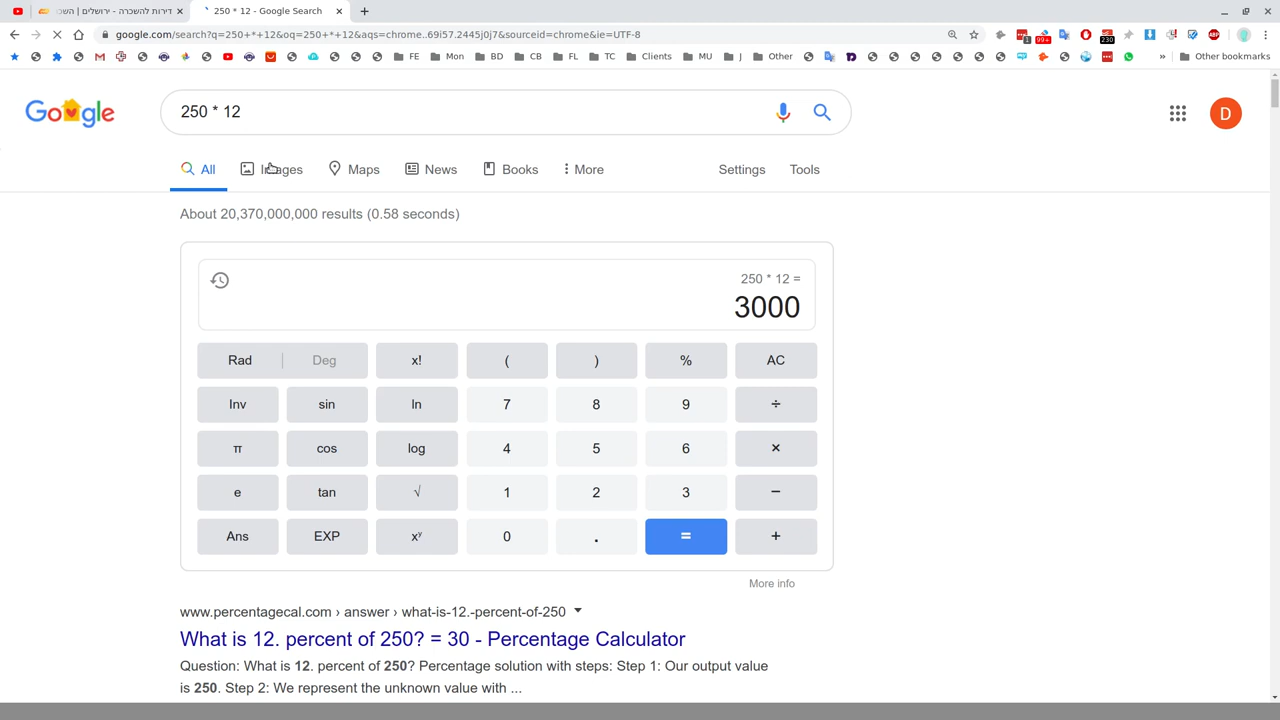 דירות להשכרה - ירושלים | השכ
250 * 12 - Google Search
google.com/search?q=250+*+12&oq=250+*+12&aqs=chrome..69i57.2445j0j7&sourceid=chrome&ie=UTF-8
1
99+
230
ABP
FE
Mon
BD
CB
FL
TC
Clients
MU
J
Other
»
Other bookmarks
Google
250 * 12
D
All
Images
Maps
News
Books
More
Settings
Tools
About 20,370,000,000 results (0.58 seconds)
250 * 12 =
3000
Rad | Deg x! ( ) % AC
Inv sin ln 7 8 9 ÷
π cos log 4 5 6 ×
e tan √ 1 2 3 −
Ans EXP xʸ 0 . = +
More info
www.percentagecal.com › answer › what-is-12.-percent-of-250
What is 12. percent of 250? = 30 - Percentage Calculator
Question: What is 12. percent of 250? Percentage solution with steps: Step 1: Our output value
is 250. Step 2: We represent the unknown value with ...